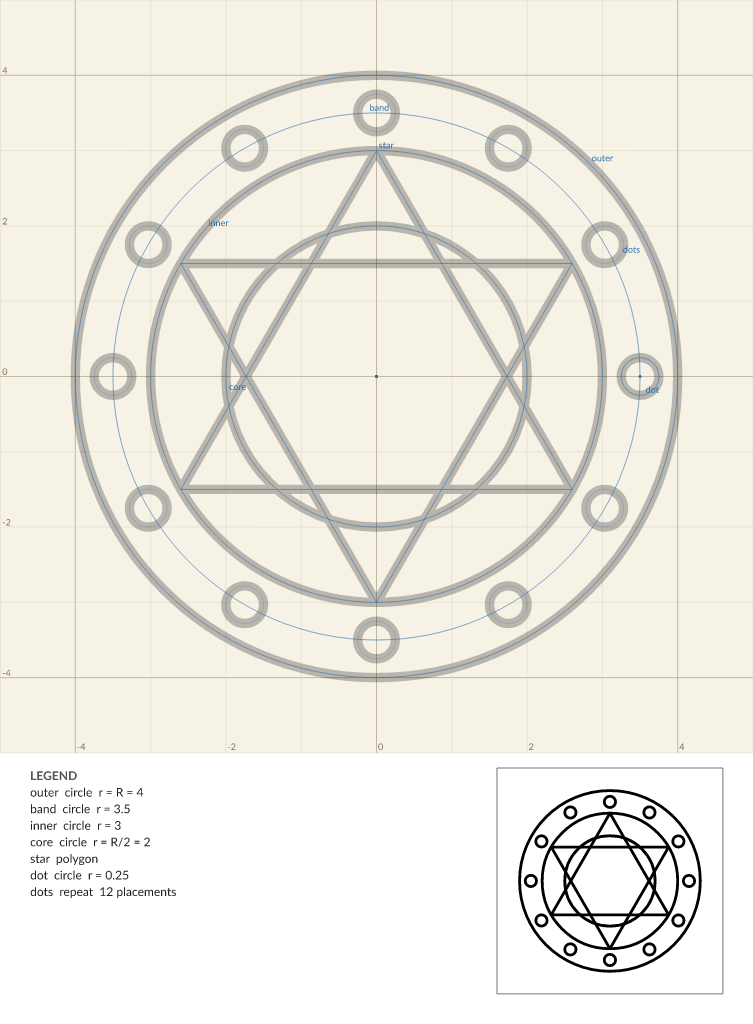 4
band
star
outer
2
inner
dots
0
core
dot
-2
-4
-4
-2
0
2
4
LEGEND
outer circle r = R = 4
band circle r = 3.5
inner circle r = 3
core circle r = R/2 = 2
star polygon
dot circle r = 0.25
dots repeat 12 placements